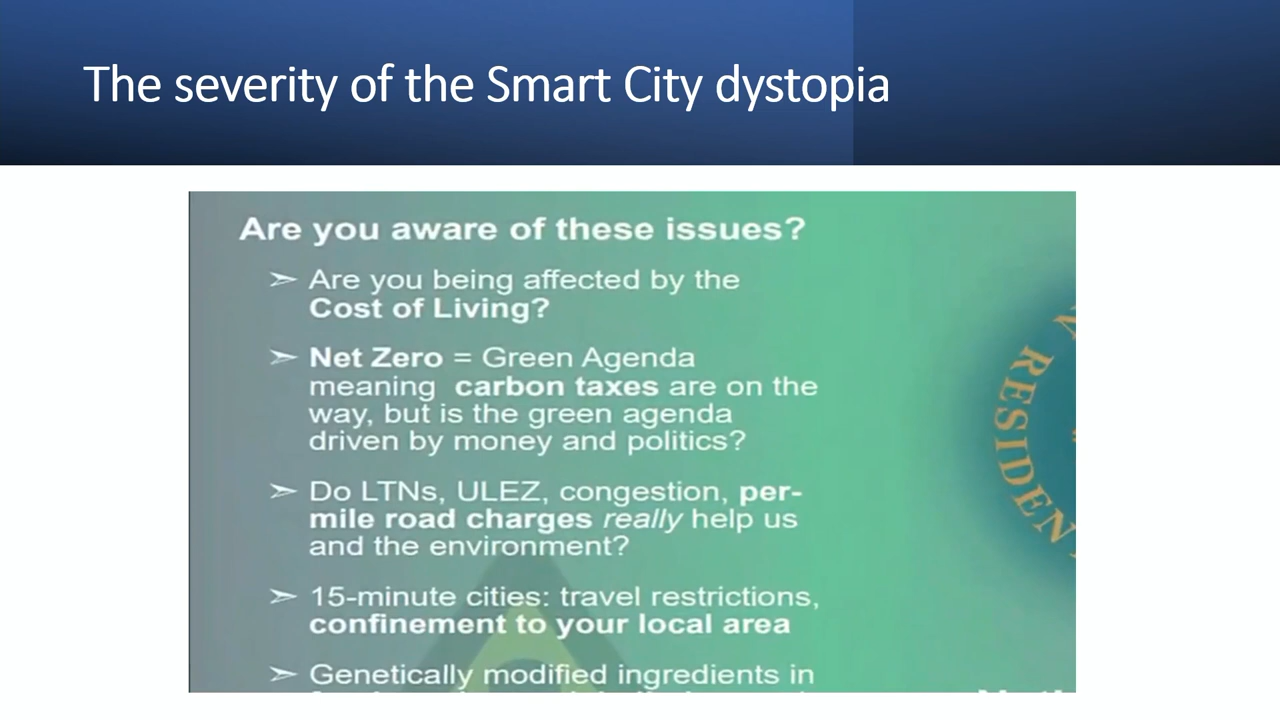 The severity of the Smart City dystopia
Are you aware of these issues?
➢ Are you being affected by the
Cost of Living?
➢ Net Zero = Green Agenda
meaning carbon taxes are on the
way, but is the green agenda
driven by money and politics?
➢ Do LTNs, ULEZ, congestion, per-
mile road charges really help us
and the environment?
➢ 15-minute cities: travel restrictions,
confinement to your local area
➢ Genetically modified ingredients in
RESIDEN